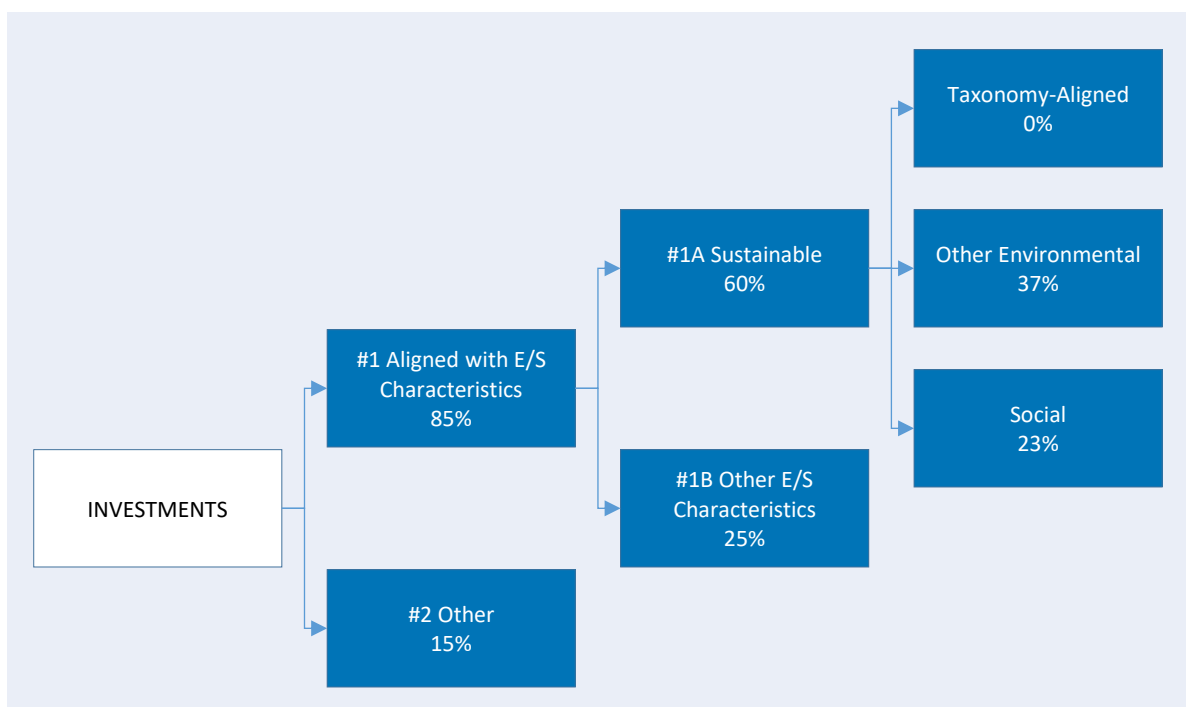 INVESTMENTS
#1 Aligned with E/S
Characteristics
85%
#2 Other
15%
#1A Sustainable
60%
#1B Other E/S
Characteristics
25%
Taxonomy-Aligned
0%
Other Environmental
37%
Social
23%